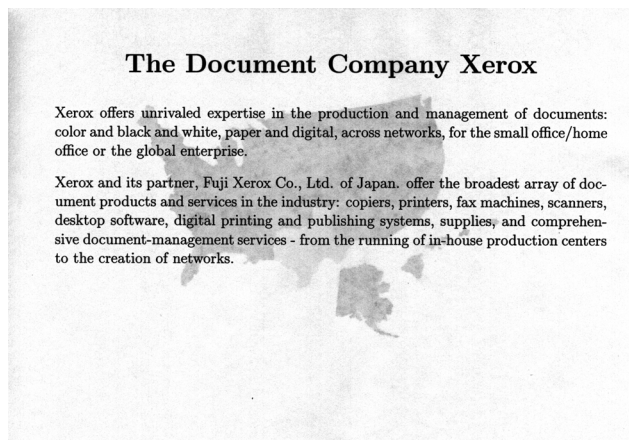 The Document Company Xerox
Xerox offers unrivaled expertise in the production and management of documents:
color and black and white, paper and digital, across networks, for the small office/home
office or the global enterprise.
Xerox and its partner, Fuji Xerox Co., Ltd. of Japan. offer the broadest array of doc-
ument products and services in the industry: copiers, printers, fax machines, scanners,
desktop software, digital printing and publishing systems, supplies, and comprehen-
sive document-management services - from the running of in-house production centers
to the creation of networks.